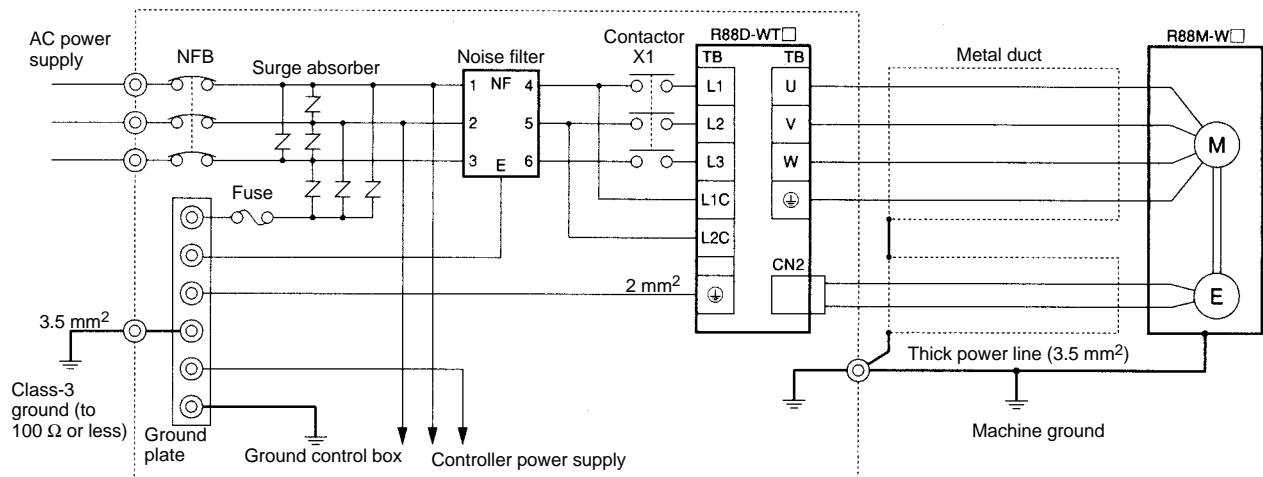 AC power
supply
NFB
Surge absorber
Noise filter
Contactor
X1
R88D-WT□
Metal duct
R88M-W□
1 NF 4
2 5
3 6
E
TB TB
L1 U
L2 V
L3 W
L1C
L2C
CN2
M
E
Fuse
2 mm²
3.5 mm²
Class-3
ground (to
100 Ω or less)
Ground
plate
Ground control box
Controller power supply
Thick power line (3.5 mm²)
Machine ground